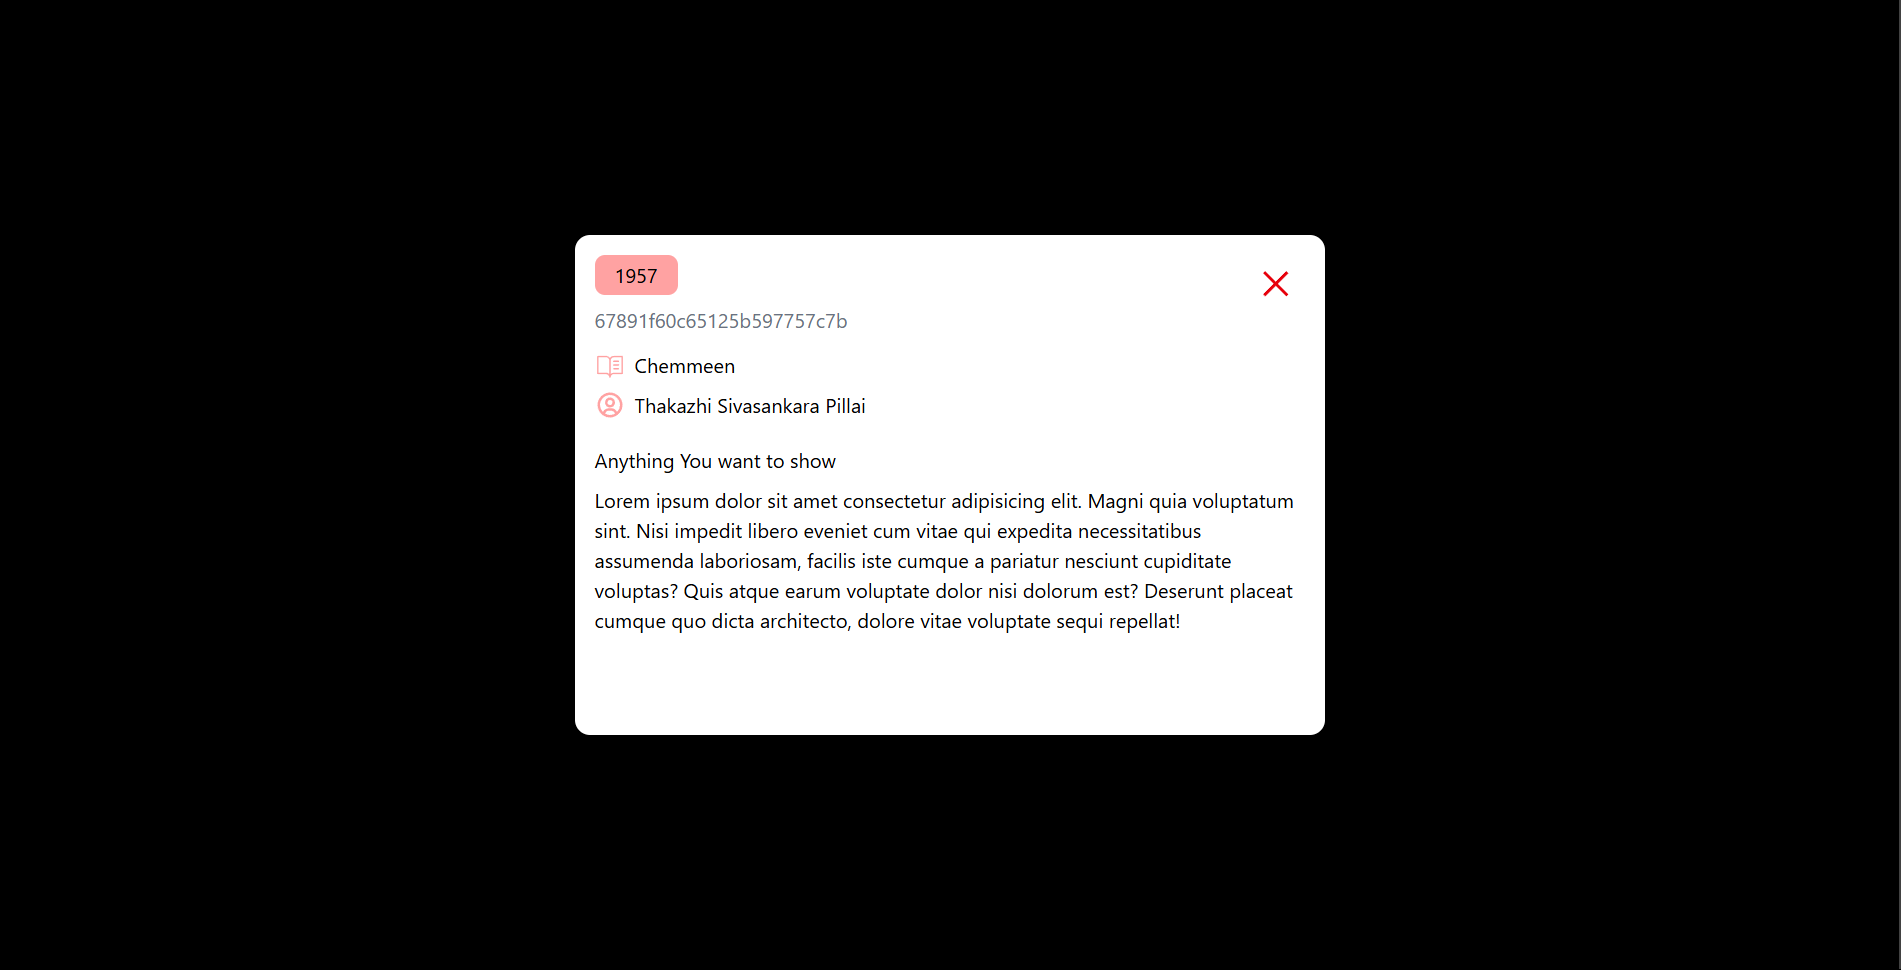 1957
67891f60c65125b597757c7b
Chemmeen
Thakazhi Sivasankara Pillai
Anything You want to show
Lorem ipsum dolor sit amet consectetur adipisicing elit. Magni quia voluptatum
sint. Nisi impedit libero eveniet cum vitae qui expedita necessitatibus
assumenda laboriosam, facilis iste cumque a pariatur nesciunt cupiditate
voluptas? Quis atque earum voluptate dolor nisi dolorum est? Deserunt placeat
cumque quo dicta architecto, dolore vitae voluptate sequi repellat!